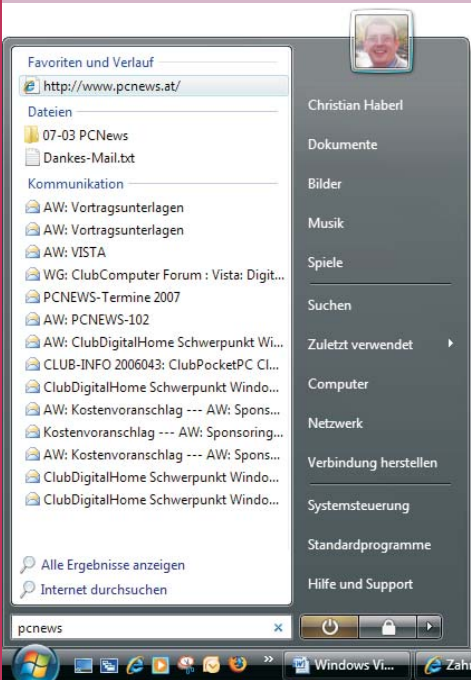 Favoriten und Verlauf
http://www.pcnews.at/
Dateien
07-03 PCNews
Dankes-Mail.txt
Kommunikation
AW: Vortragsunterlagen
AW: Vortragsunterlagen
AW: VISTA
WG: ClubComputer Forum : Vista: Digit...
PCNEWS-Termine 2007
AW: PCNEWS-102
AW: ClubDigitalHome Schwerpunkt Wi...
CLUB-INFO 2006043: ClubPocketPC Cl...
ClubDigitalHome Schwerpunkt Windo...
AW: Kostenvoranschlag --- AW: Spons...
Kostenvoranschlag --- AW: Sponsoring...
AW: Kostenvoranschlag --- AW: Spons...
ClubDigitalHome Schwerpunkt Windo...
ClubDigitalHome Schwerpunkt Windo...
Alle Ergebnisse anzeigen
Internet durchsuchen
pcnews
Christian Haberl
Dokumente
Bilder
Musik
Spiele
Suchen
Zuletzt verwendet
Computer
Netzwerk
Verbindung herstellen
Systemsteuerung
Standardprogramme
Hilfe und Support
Windows Vi...
Zahr